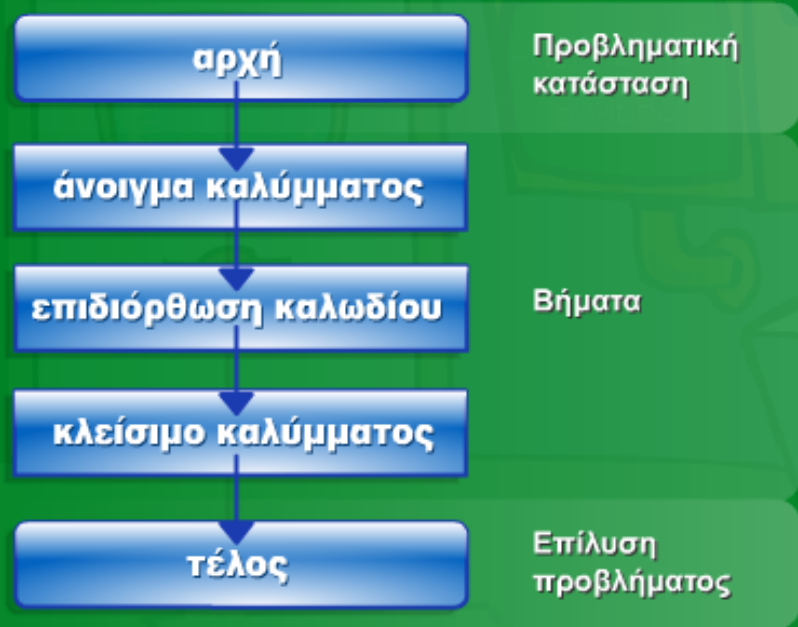 αρχή
Προβληματική
κατάσταση
άνοιγμα καλύμματος
επιδιόρθωση καλωδίου
Βήματα
κλείσιμο καλύμματος
τέλος
Επίλυση
προβλήματος